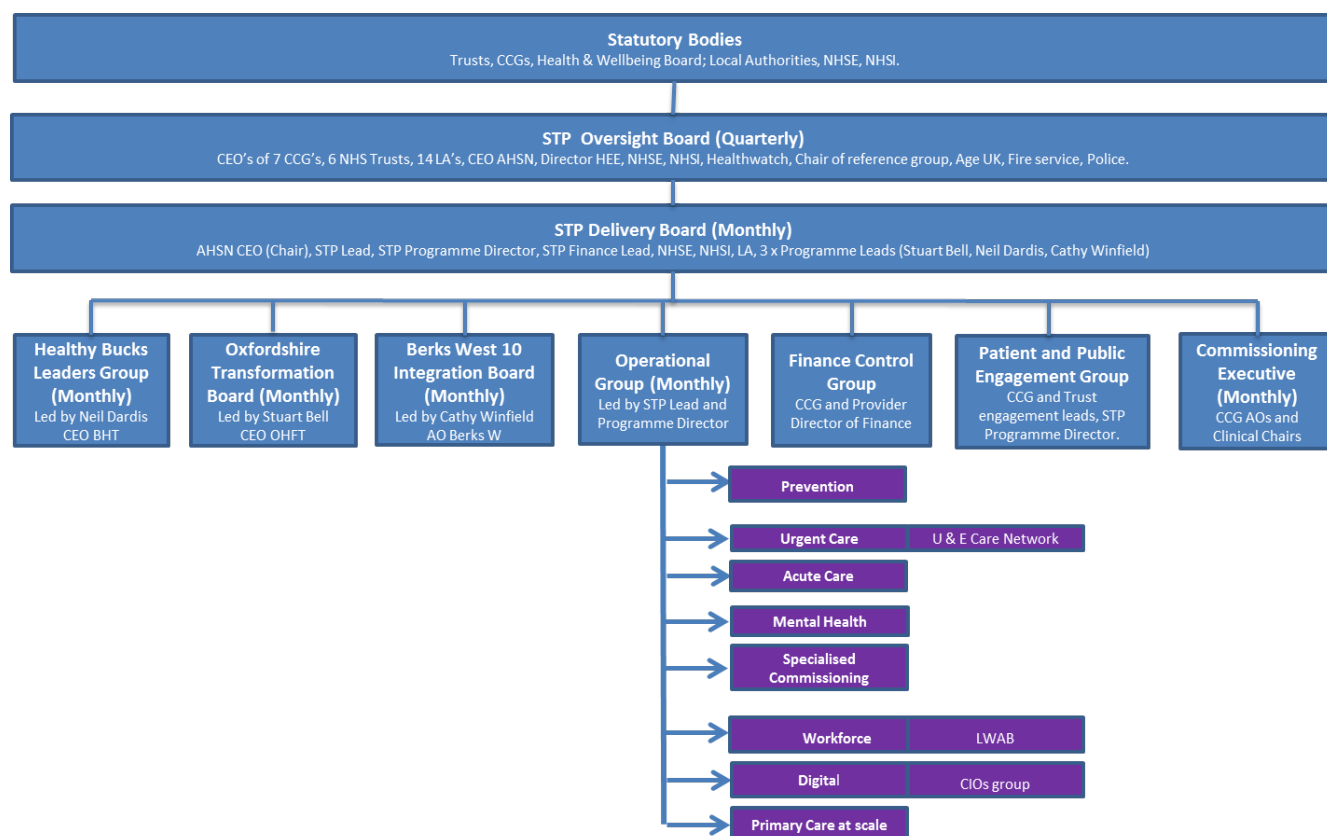 Statutory Bodies
Trusts, CCGs, Health & Wellbeing Board; Local Authorities, NHSE, NHSI.
STP Oversight Board (Quarterly)
CEO's of 7 CCG's, 6 NHS Trusts, 14 LA's, CEO AHSN, Director HEE, NHSE, NHSI, Healthwatch, Chair of reference group, Age UK, Fire service, Police.
STP Delivery Board (Monthly)
AHSN CEO (Chair), STP Lead, STP Programme Director, STP Finance Lead, NHSE, NHSI, LA, 3 x Programme Leads (Stuart Bell, Neil Dardis, Cathy Winfield)
Healthy Bucks
Leaders Group
(Monthly)
Led by Neil Dardis
CEO BHT
Oxfordshire
Transformation
Board (Monthly)
Led by Stuart Bell
CEO OHFT
Berks West 10
Integration Board
(Monthly)
Led by Cathy Winfield
AO Berks W
Operational
Group (Monthly)
Led by STP Lead and
Programme Director
Finance Control
Group
CCG and Provider
Director of Finance
Patient and Public
Engagement Group
CCG and Trust
engagement leads, STP
Programme Director.
Commissioning
Executive
(Monthly)
CCG AOs and
Clinical Chairs
Prevention
Urgent Care
U & E Care Network
Acute Care
Mental Health
Specialised
Commissioning
Workforce
LWAB
Digital
CIOs group
Primary Care at scale